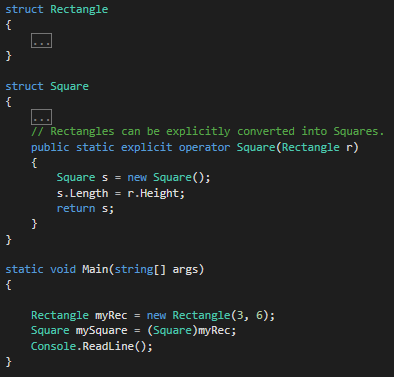 struct Rectangle
{
...
}
struct Square
{
...
// Rectangles can be explicitly converted into Squares.
public static explicit operator Square(Rectangle r)
{
Square s = new Square();
s.Length = r.Height;
return s;
}
}
static void Main(string[] args)
{
Rectangle myRec = new Rectangle(3, 6);
Square mySquare = (Square)myRec;
Console.ReadLine();
}